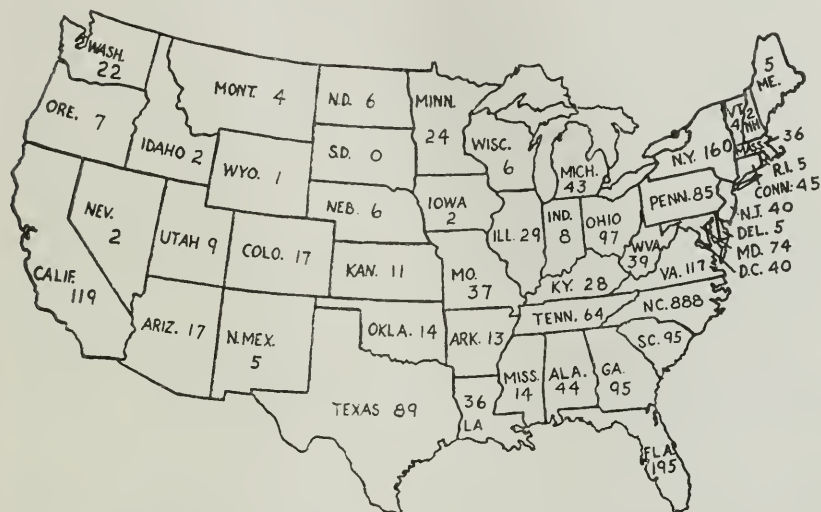 WASH.
22
ORE. 7
IDAHO 2
MONT. 4
WYO. 1
N.D. 6
S.D. 0
NEB. 6
KAN. 11
MINN.
24
IOWA
2
WISC.
6
MICH.
43
ILL. 29
IND.
8
OHIO
97
MO.
37
KY. 28
W.VA
39
VA. 117
PENN. 85
N.Y. 160
VT.
4
2
NH
5
ME.
MASS
36
R.I. 5
CONN. 45
N.J. 40
DEL. 5
MD. 74
D.C. 40
CALIF.
119
NEV.
2
UTAH 9
COLO. 17
ARIZ. 17
N.MEX.
5
OKLA. 14
ARK. 13
TEXAS 89
36
LA
MISS.
14
ALA.
44
GA.
95
TENN. 64
NC. 888
SC. 95
FLA.
195